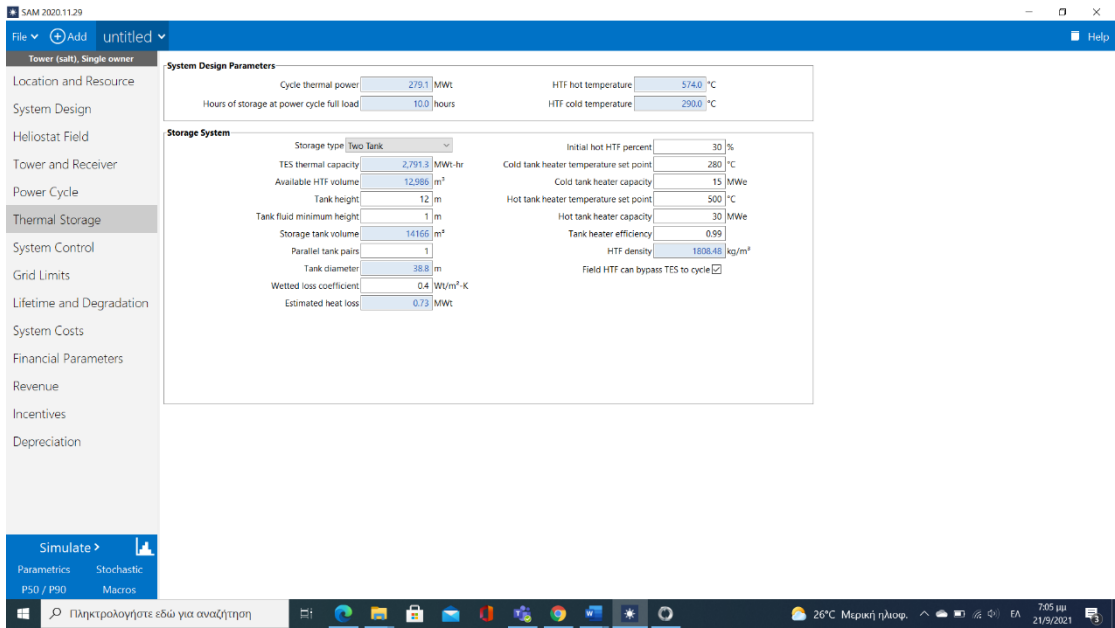 SAM 2020.11.29
File Add untitled Help
Tower (salt), Single owner
Location and Resource
System Design
Heliostat Field
Tower and Receiver
Power Cycle
Thermal Storage
System Control
Grid Limits
Lifetime and Degradation
System Costs
Financial Parameters
Revenue
Incentives
Depreciation
Simulate >
Parametrics Stochastic
P50 / P90 Macros
System Design Parameters
Cycle thermal power 279.1 MWt
Hours of storage at power cycle full load 10.0 hours
HTF hot temperature 574.0 °C
HTF cold temperature 290.0 °C
Storage System
Storage type Two Tank
TES thermal capacity 2,791.3 MWt-hr
Available HTF volume 12,986 m³
Tank height 12 m
Tank fluid minimum height 1 m
Storage tank volume 14166 m³
Parallel tank pairs 1
Tank diameter 38.8 m
Wetted loss coefficient 0.4 Wt/m²-K
Estimated heat loss 0.73 MWt
Initial hot HTF percent 30 %
Cold tank heater temperature set point 280 °C
Cold tank heater capacity 15 MWe
Hot tank heater temperature set point 500 °C
Hot tank heater capacity 30 MWe
Tank heater efficiency 0.99
HTF density 1808.48 kg/m³
Field HTF can bypass TES to cycle
Πληκτρολογήστε εδώ για αναζήτηση
26°C Μερική ηλιοφ. ΕΛ
7:05 μμ
21/9/2021